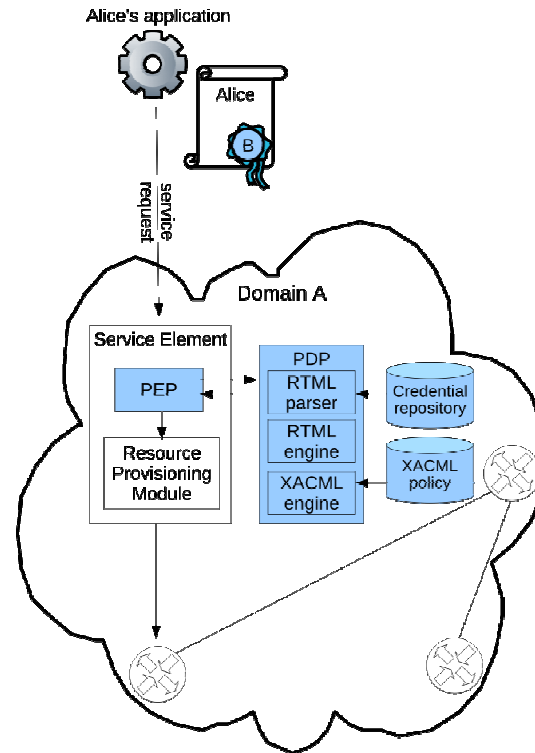 Alice's application
Alice
B
service
request
Domain A
Service Element
PEP
Resource
Provisioning
Module
PDP
RTML
parser
RTML
engine
XACML
engine
Credential
repository
XACML
policy